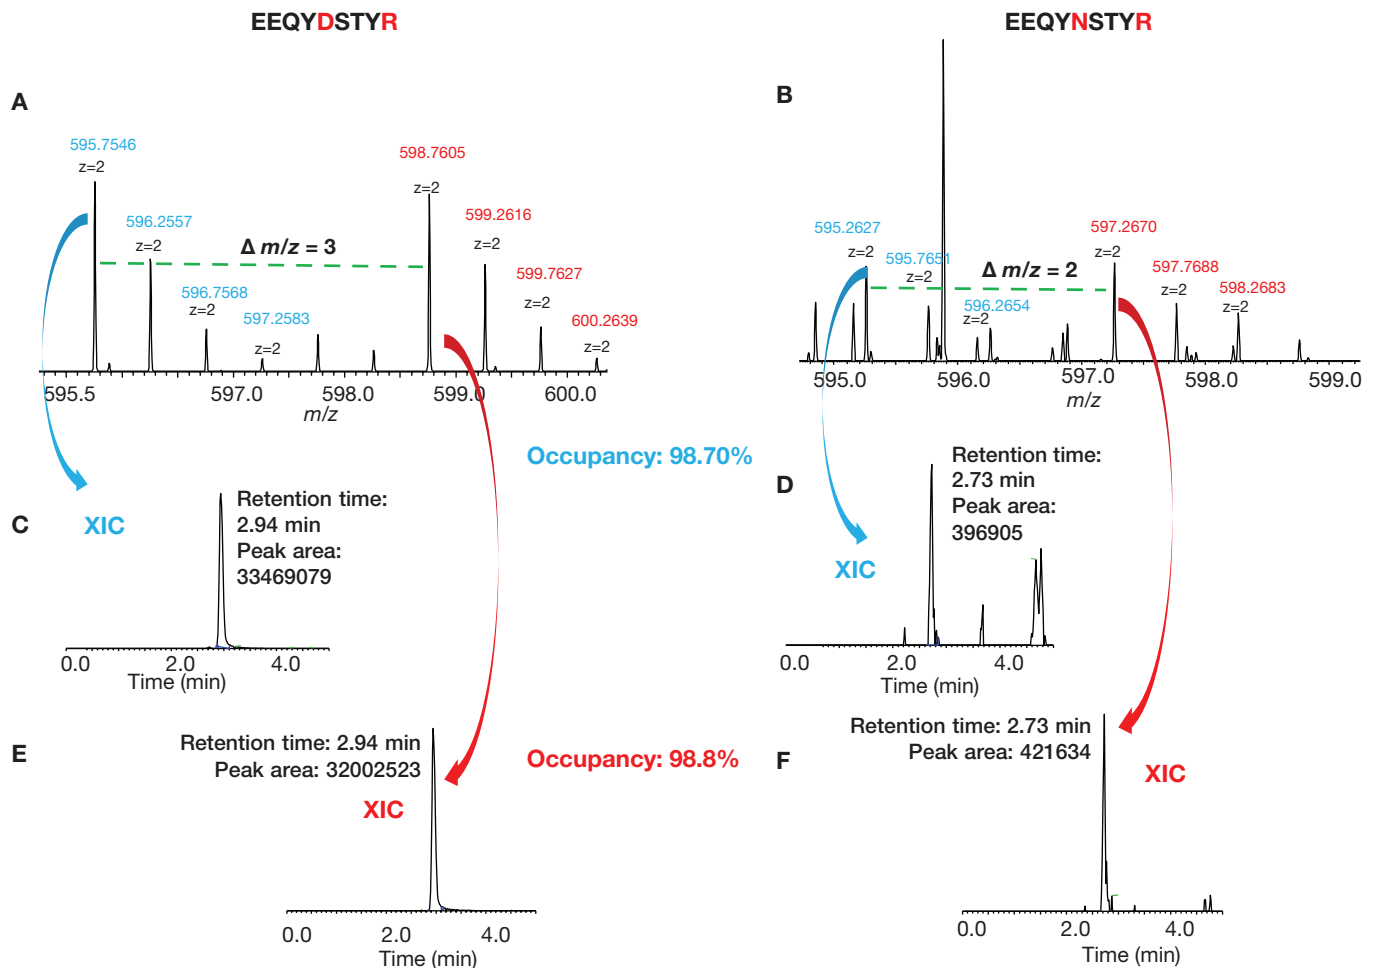 EEQYDSTYR
EEQYNSTYR
A
595.7546
z=2
596.2557
z=2
596.7568
z=2
597.2583
z=2
Δ m/z = 3
598.7605
z=2
599.2616
z=2
599.7627
z=2
600.2639
z=2
595.5 597.0 598.0 599.0 600.0
m/z
B
595.2627
z=2
595.7651
z=2
596.2654
z=2
Δ m/z = 2
597.2670
z=2
597.7688
z=2
598.2683
z=2
595.0 596.0 597.0 598.0 599.0
m/z
Occupancy: 98.70%
C
XIC
Retention time:
2.94 min
Peak area:
33469079
0.0 2.0 4.0
Time (min)
D
XIC
Retention time:
2.73 min
Peak area:
396905
0.0 2.0 4.0
Time (min)
E
Retention time: 2.94 min
Peak area: 32002523
XIC
0.0 2.0 4.0
Time (min)
Occupancy: 98.8%
F
Retention time: 2.73 min
Peak area: 421634
XIC
0.0 2.0 4.0
Time (min)